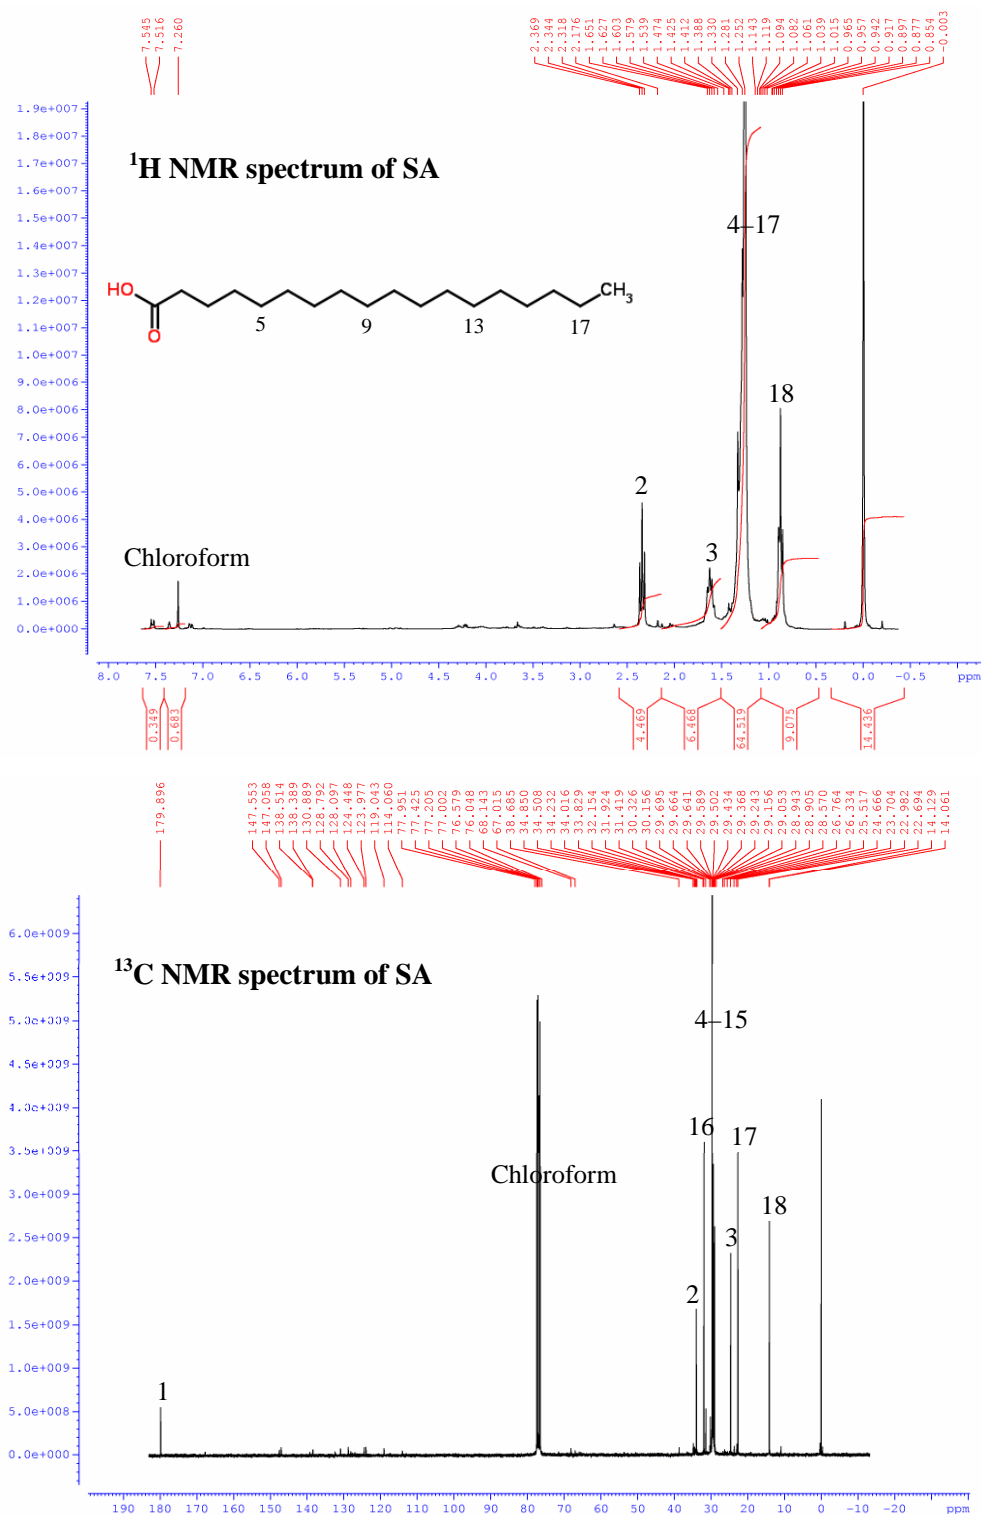 7.545
7.516
7.260
2.369
2.344
2.318
2.176
1.651
1.627
1.603
1.579
1.539
1.474
1.425
1.412
1.388
1.330
1.281
1.252
1.143
1.119
1.094
1.082
1.061
1.039
1.015
0.965
0.957
0.942
0.917
0.897
0.877
0.854
-0.003
1.9e+007
1.8e+007
1.7e+007
1.6e+007
1.5e+007
1.4e+007
1.3e+007
1.2e+007
1.1e+007
1.0e+007
9.0e+006
8.0e+006
7.0e+006
6.0e+006
5.0e+006
4.0e+006
3.0e+006
2.0e+006
1.0e+006
0.0e+000
1H NMR spectrum of SA
4–17
HO
O
CH3
5 9 13 17
18
2
3
Chloroform
8.0 7.5 7.0 6.5 6.0 5.5 5.0 4.5 4.0 3.5 3.0 2.5 2.0 1.5 1.0 0.5 0.0 -0.5 ppm
0.349
0.683
4.469
6.468
64.519
9.075
14.436
179.896
147.553
147.058
138.514
138.389
130.889
128.792
128.097
124.448
123.977
119.043
114.060
77.951
77.425
77.205
77.002
76.579
76.048
68.143
67.015
38.685
34.850
34.508
34.232
34.016
33.829
32.154
31.924
31.419
30.326
30.156
29.695
29.664
29.641
29.589
29.502
29.434
29.368
29.243
29.156
29.053
28.943
28.905
28.570
26.764
26.334
25.517
24.666
23.704
22.982
22.694
14.129
14.061
6.0e+009
5.5e+009
5.0e+009
4.5e+009
4.0e+009
3.5e+009
3.0e+009
2.5e+009
2.0e+009
1.5e+009
1.0e+009
5.0e+008
0.0e+000
13C NMR spectrum of SA
4–15
16
17
Chloroform
18
3
2
1
190 180 170 160 150 140 130 120 110 100 90 80 70 60 50 40 30 20 10 0 -10 -20 ppm